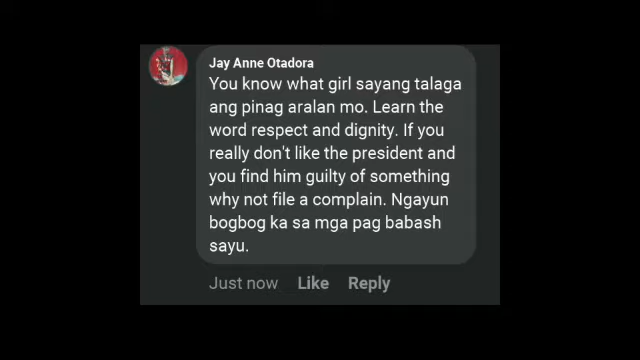 Jay Anne Otadora
You know what girl sayang talaga
ang pinag aralan mo. Learn the
word respect and dignity. If you
really don't like the president and
you find him guilty of something
why not file a complain. Ngayun
bogbog ka sa mga pag babash
sayu.
Just now Like Reply